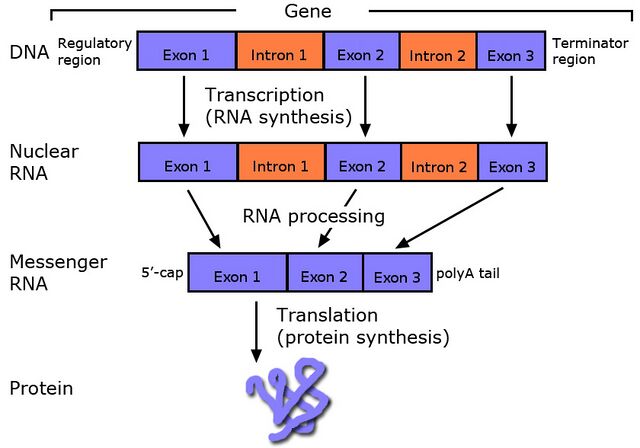 Gene
DNA
Regulatory
region
Exon 1
Intron 1
Exon 2
Intron 2
Exon 3
Terminator
region
Transcription
(RNA synthesis)
Nuclear
RNA
Exon 1
Intron 1
Exon 2
Intron 2
Exon 3
RNA processing
Messenger
RNA
5′-cap
Exon 1
Exon 2
Exon 3
polyA tail
Translation
(protein synthesis)
Protein